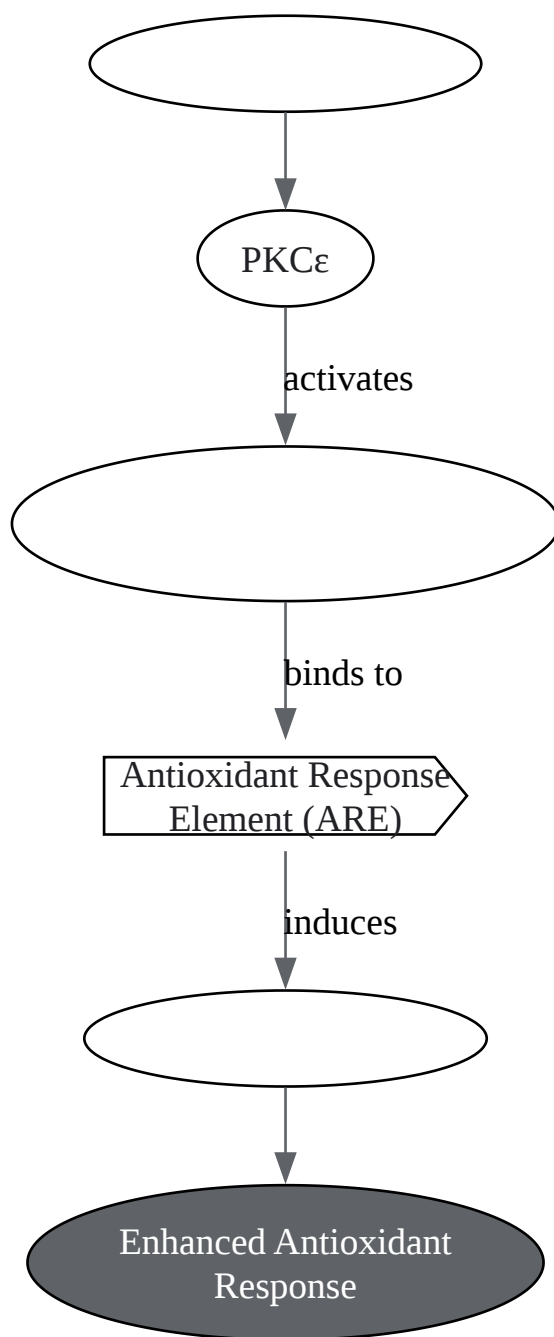 PKCε
activates
binds to
Antioxidant Response
Element (ARE)
induces
Enhanced Antioxidant
Response